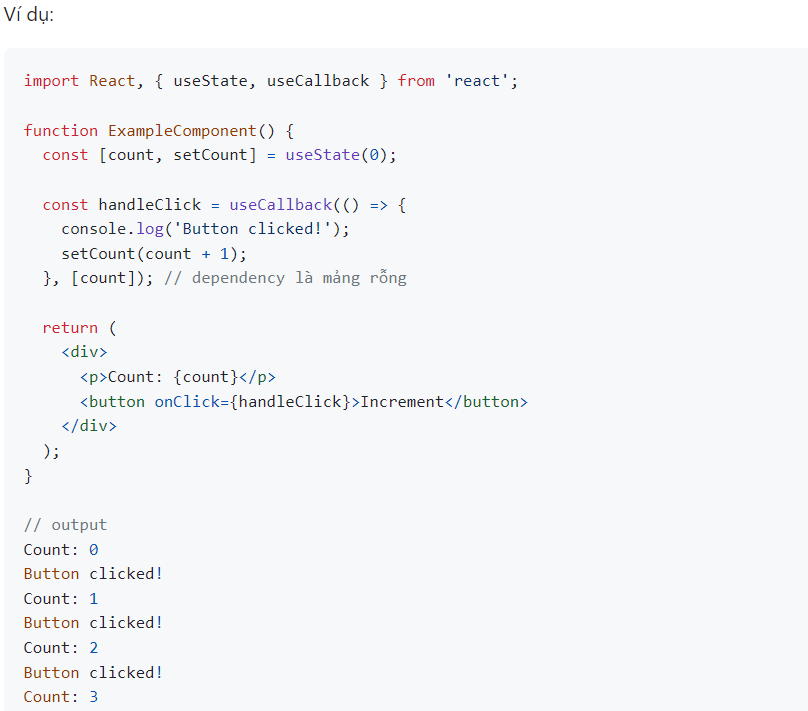 Ví dụ:
import React, { useState, useCallback } from 'react';
function ExampleComponent() {
  const [count, setCount] = useState(0);
  const handleClick = useCallback(() => {
    console.log('Button clicked!');
    setCount(count + 1);
  }, [count]); // dependency là mảng rỗng
  return (
    <div>
      <p>Count: {count}</p>
      <button onClick={handleClick}>Increment</button>
    </div>
  );
}
// output
Count: 0
Button clicked!
Count: 1
Button clicked!
Count: 2
Button clicked!
Count: 3